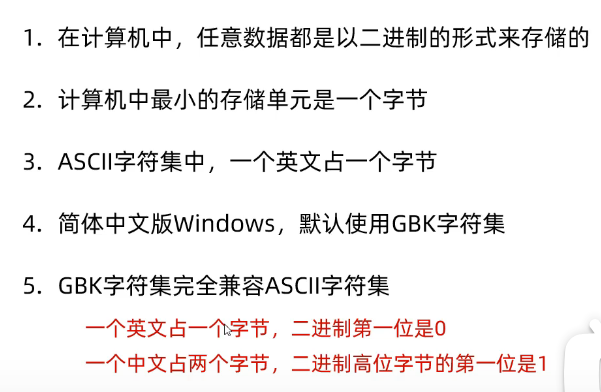 1. 在计算机中，任意数据都是以二进制的形式来存储的
2. 计算机中最小的存储单元是一个字节
3. ASCII字符集中，一个英文占一个字节
4. 简体中文版Windows，默认使用GBK字符集
5. GBK字符集完全兼容ASCII字符集
一个英文占一个字节，二进制第一位是0
一个中文占两个字节，二进制高位字节的第一位是1